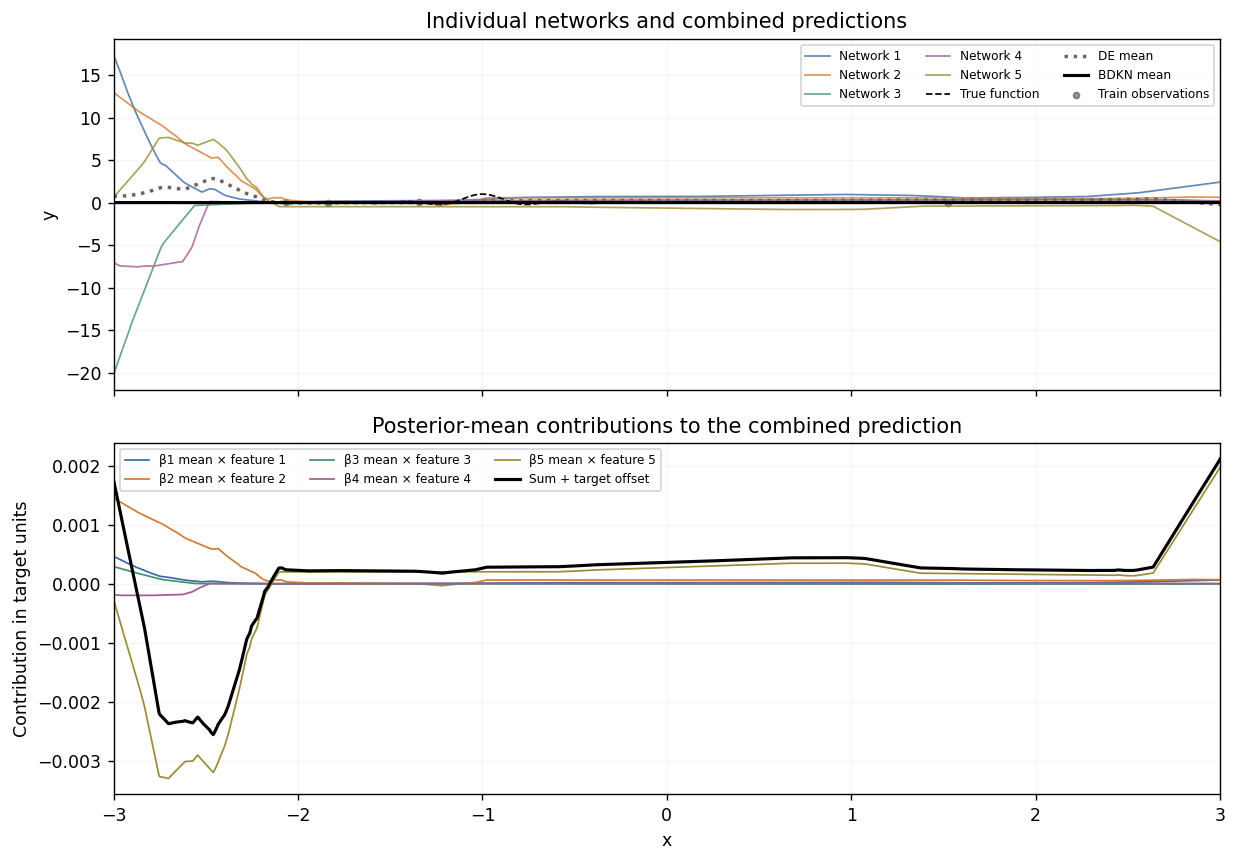 Individual networks and combined predictions
Network 1 Network 4 DE mean
Network 2 Network 5 BDKN mean
Network 3 True function Train observations
15
10
5
0
−5
−10
−15
−20
y
Posterior-mean contributions to the combined prediction
β1 mean × feature 1 β3 mean × feature 3 β5 mean × feature 5
β2 mean × feature 2 β4 mean × feature 4 Sum + target offset
0.002
0.001
0.000
−0.001
−0.002
−0.003
Contribution in target units
−3 −2 −1 0 1 2 3
x